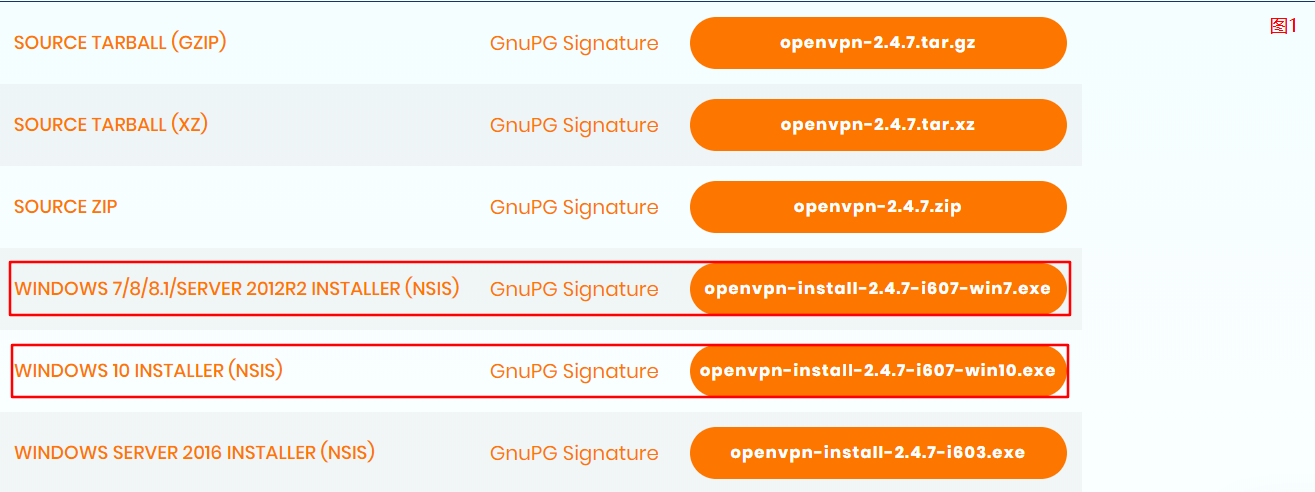 图1
SOURCE TARBALL (GZIP) GnuPG Signature openvpn-2.4.7.tar.gz
SOURCE TARBALL (XZ) GnuPG Signature openvpn-2.4.7.tar.xz
SOURCE ZIP GnuPG Signature openvpn-2.4.7.zip
WINDOWS 7/8/8.1/SERVER 2012R2 INSTALLER (NSIS) GnuPG Signature openvpn-install-2.4.7-i607-win7.exe
WINDOWS 10 INSTALLER (NSIS) GnuPG Signature openvpn-install-2.4.7-i607-win10.exe
WINDOWS SERVER 2016 INSTALLER (NSIS) GnuPG Signature openvpn-install-2.4.7-i603.exe